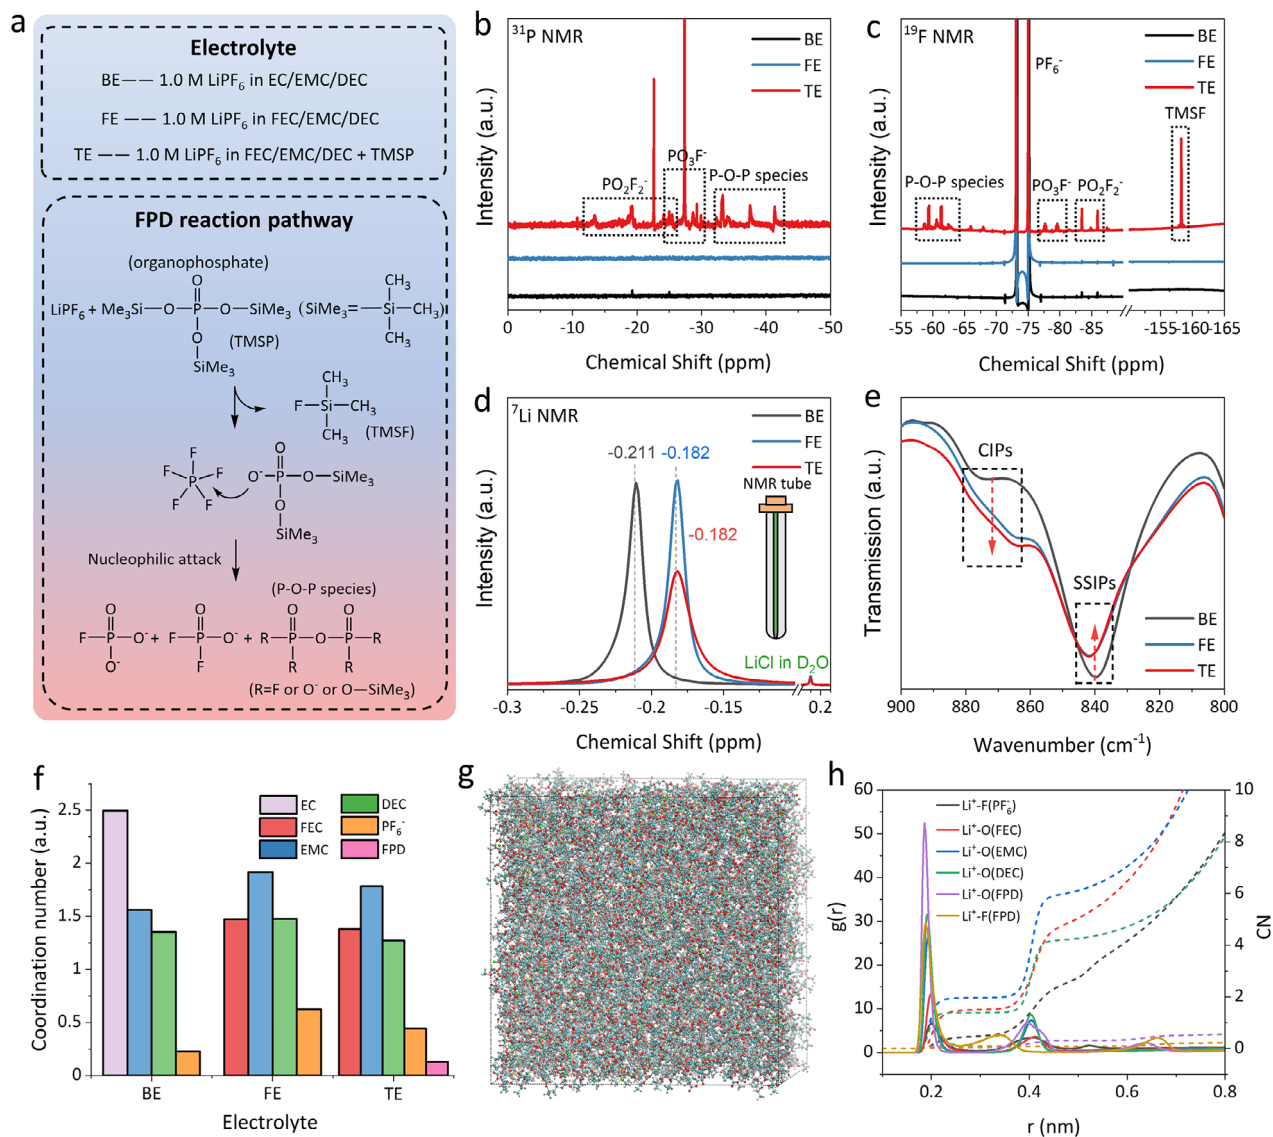 a
Electrolyte
BE—— 1.0 M LiPF6 in EC/EMC/DEC
FE —— 1.0 M LiPF6 in FEC/EMC/DEC
TE —— 1.0 M LiPF6 in FEC/EMC/DEC + TMSP
FPD reaction pathway
(organophosphate)
O
LiPF6 + Me3Si—O—P—O—SiMe3 (SiMe3=—Si—CH3)
CH3
CH3
O
(TMSP)
SiMe3
CH3
F—Si—CH3
CH3
(TMSF)
F
F
F
P
F
F
O
O-
P
O
SiMe3
O
SiMe3
Nucleophilic attack
(P-O-P species)
O
F—P—O-
O-
+
O
F—P—O-
F
+
O
O
R—P—O—P—R
R
R
(R=F or O- or O—SiMe3)
b
31P NMR
BE
FE
TE
PO2F2-
PO3F-
P-O-P species
Intensity (a.u.)
0
-10
-20
-30
-40
-50
Chemical Shift (ppm)
c
19F NMR
BE
FE
TE
PF6-
TMSF
P-O-P species
PO3F-
PO2F2-
Intensity (a.u.)
-55
-60
-65
-70
-75
-80
-85
-155
-160
-165
Chemical Shift (ppm)
d
7Li NMR
BE
FE
TE
-0.211
-0.182
-0.182
NMR tube
LiCl in D2O
Intensity (a.u.)
-0.3
-0.25
-0.2
-0.15
0.2
Chemical Shift (ppm)
e
CIPs
SSIPs
BE
FE
TE
Transmission (a.u.)
900
880
860
840
820
800
Wavenumber (cm-1)
f
EC
DEC
FEC
PF6-
EMC
FPD
Coordination number (a.u.)
2.5
2
1.5
1
0.5
0
BE
FE
TE
Electrolyte
g
h
Li+-F(PF6)
Li+-O(FEC)
Li+-O(EMC)
Li+-O(DEC)
Li+-O(FPD)
Li+-F(FPD)
g(r)
60
50
40
30
20
10
0
CN
10
8
6
4
2
0
0.2
0.4
0.6
0.8
r (nm)